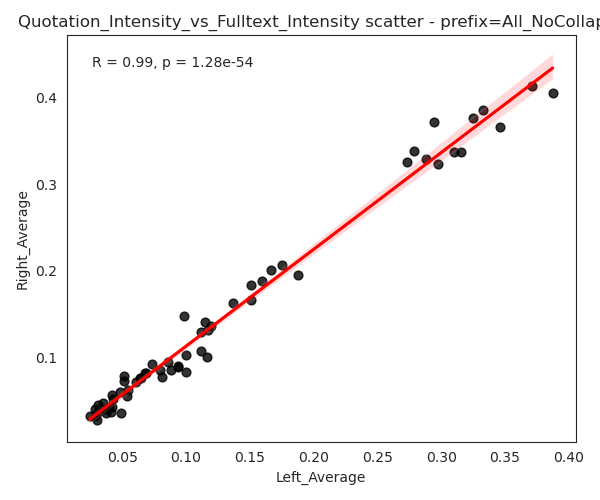 Quotation_Intensity_vs_Fulltext_Intensity scatter - prefix=All_NoCollap
R = 0.99, p = 1.28e-54
0.4
0.3
0.2
0.1
Right_Average
0.05 0.10 0.15 0.20 0.25 0.30 0.35 0.40
Left_Average